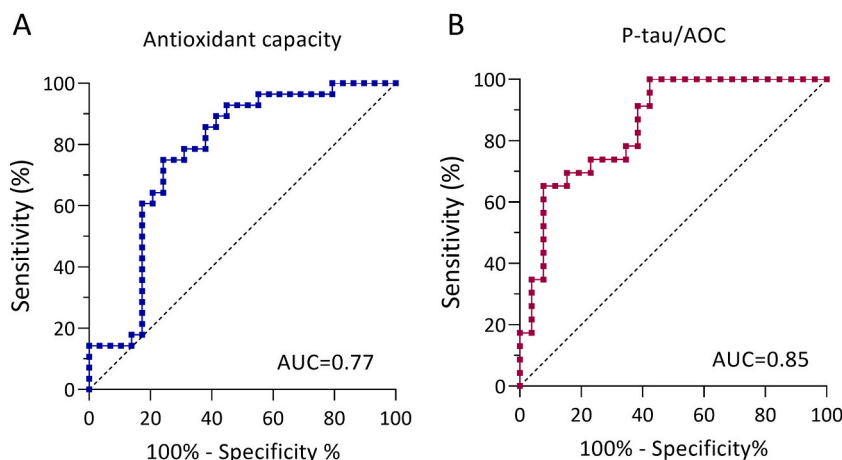 A
Antioxidant capacity
100
80
60
40
20
0
Sensitivity (%)
AUC=0.77
0 20 40 60 80 100
100% - Specificity %
B
P-tau/AOC
100
80
60
40
20
0
Sensitivity (%)
AUC=0.85
0 20 40 60 80 100
100% - Specificity%